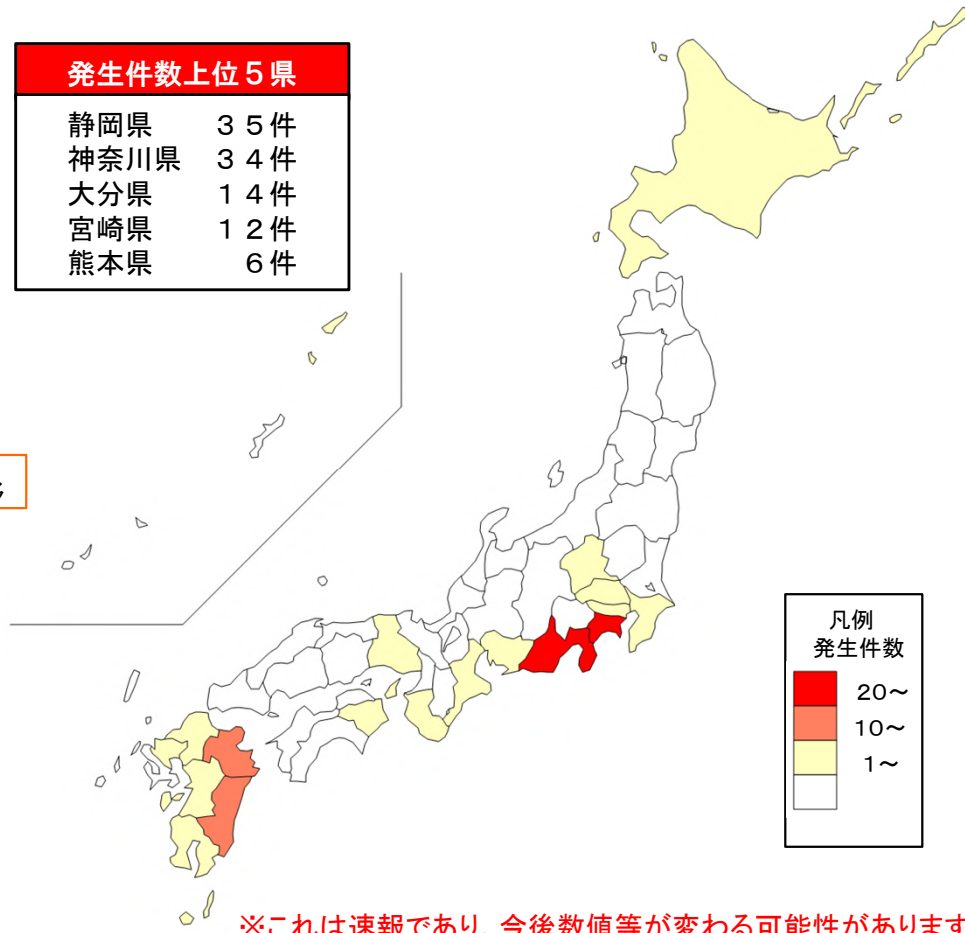 発生件数上位5県
静岡県 35件
神奈川県 34件
大分県 14件
宮崎県 12件
熊本県 6件
凡例
発生件数
20~
10~
1~
※これは速報であり、今後数値等が変わる可能性があります